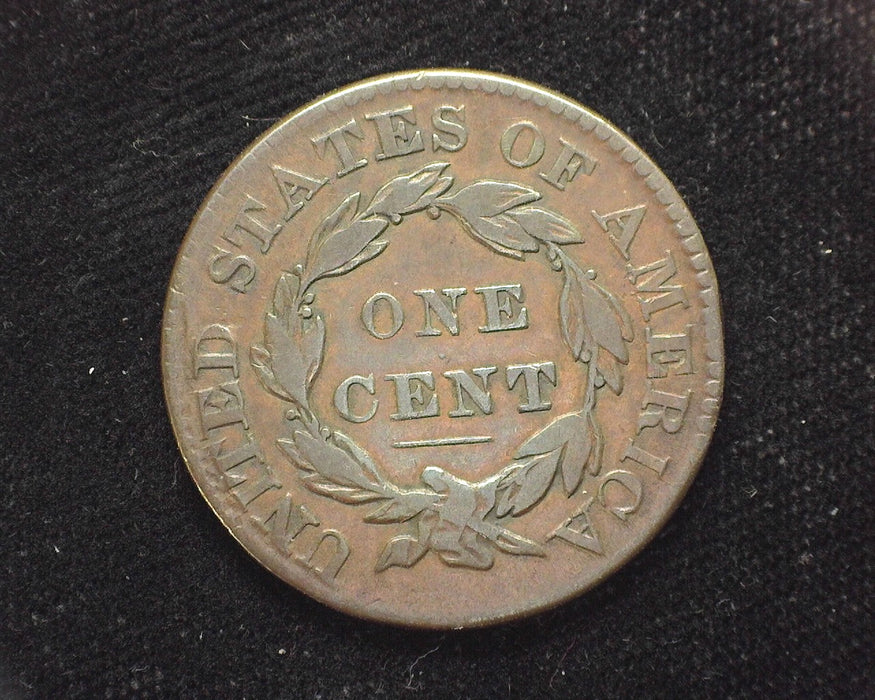 UNITED STATES OF AMERICA
ONE
CENT